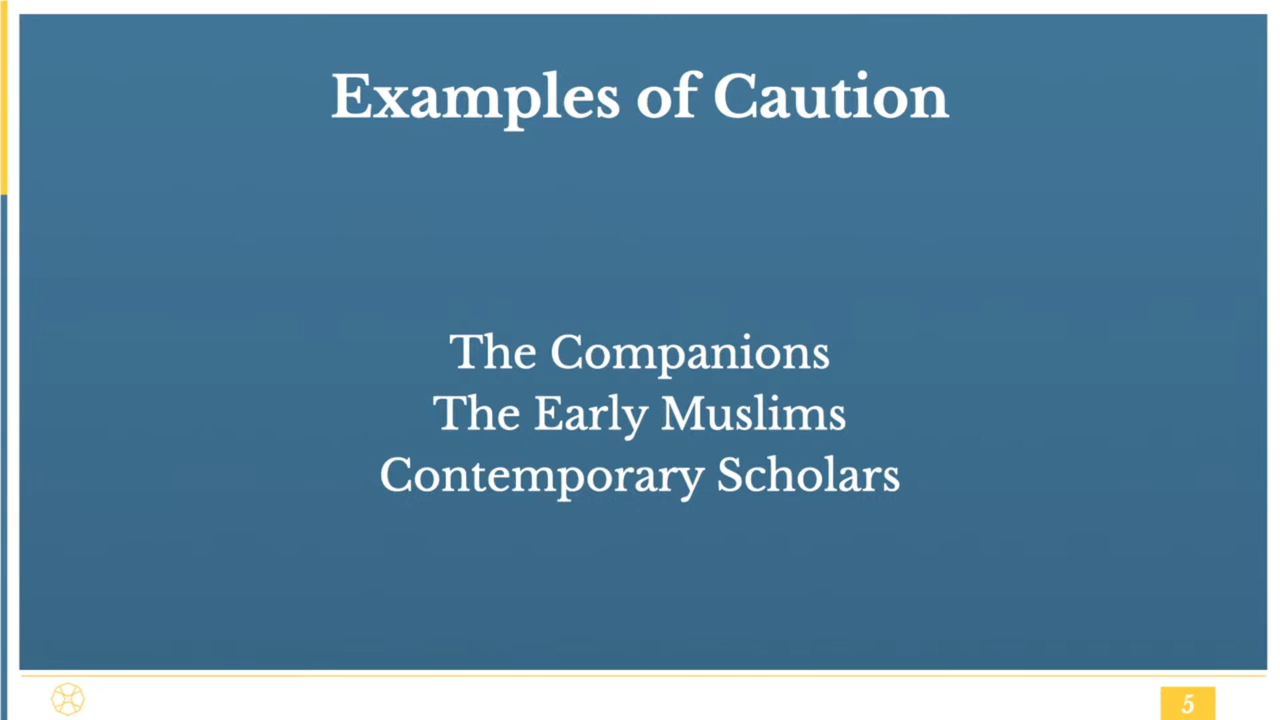 Examples of Caution
The Companions
The Early Muslims
Contemporary Scholars
5